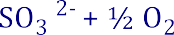 SO₃ ²⁻ + ½ O₂